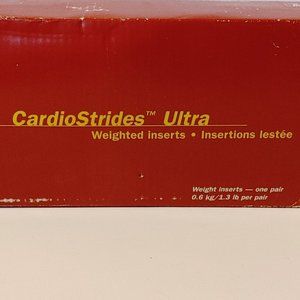 CardioStrides™ Ultra
Weighted inserts • Insertions lestée
Weight inserts — one pair
0.6 kg/1.3 lb per pair